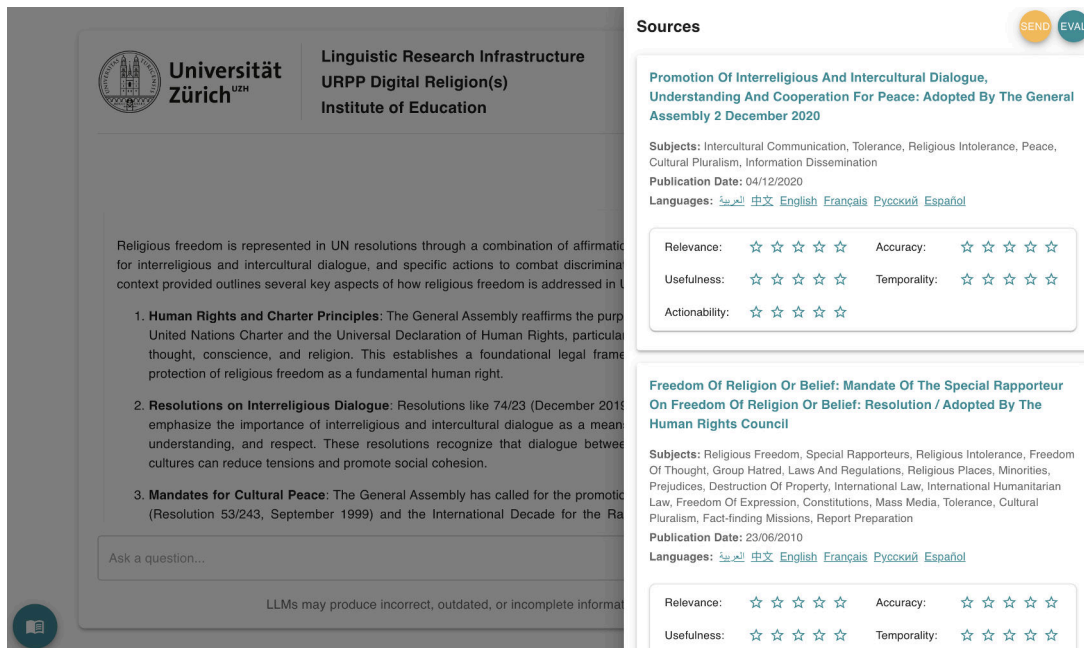 Universität
Zürich UZH
Linguistic Research Infrastructure
URPP Digital Religion(s)
Institute of Education
Religious freedom is represented in UN resolutions through a combination of affirmatio
for interreligious and intercultural dialogue, and specific actions to combat discriminat
context provided outlines several key aspects of how religious freedom is addressed in U
1. Human Rights and Charter Principles: The General Assembly reaffirms the purp
United Nations Charter and the Universal Declaration of Human Rights, particular
thought, conscience, and religion. This establishes a foundational legal frame
protection of religious freedom as a fundamental human right.
2. Resolutions on Interreligious Dialogue: Resolutions like 74/23 (December 2019
emphasize the importance of interreligious and intercultural dialogue as a mean
understanding, and respect. These resolutions recognize that dialogue betwee
cultures can reduce tensions and promote social cohesion.
3. Mandates for Cultural Peace: The General Assembly has called for the promotio
(Resolution 53/243, September 1999) and the International Decade for the Ra
Ask a question...
LLMs may produce incorrect, outdated, or incomplete informat
Sources
SEND
EVAL
Promotion Of Interreligious And Intercultural Dialogue,
Understanding And Cooperation For Peace: Adopted By The General
Assembly 2 December 2020
Subjects: Intercultural Communication, Tolerance, Religious Intolerance, Peace,
Cultural Pluralism, Information Dissemination
Publication Date: 04/12/2020
Languages: العربية 中文 English Français Русский Español
Relevance: Accuracy:
Usefulness: Temporality:
Actionability:
Freedom Of Religion Or Belief: Mandate Of The Special Rapporteur
On Freedom Of Religion Or Belief: Resolution / Adopted By The
Human Rights Council
Subjects: Religious Freedom, Special Rapporteurs, Religious Intolerance, Freedom
Of Thought, Group Hatred, Laws And Regulations, Religious Places, Minorities,
Prejudices, Destruction Of Property, International Law, International Humanitarian
Law, Freedom Of Expression, Constitutions, Mass Media, Tolerance, Cultural
Pluralism, Fact-finding Missions, Report Preparation
Publication Date: 23/06/2010
Languages: العربية 中文 English Français Русский Español
Relevance: Accuracy:
Usefulness: Temporality: